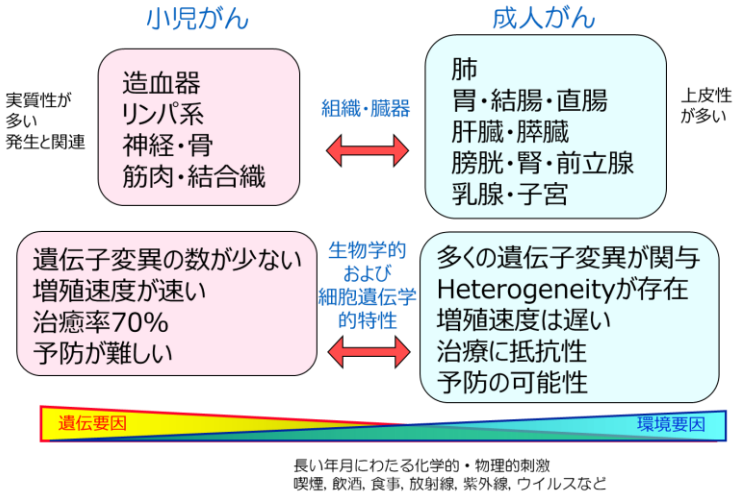 小児がん
成人がん
実質性が
多い
発生と関連
造血器
リンパ系
神経・骨
筋肉・結合織
組織・臓器
肺
胃・結腸・直腸
肝臓・膵臓
膀胱・腎・前立腺
乳腺・子宮
上皮性
が多い
遺伝子変異の数が少ない
増殖速度が速い
治癒率70%
予防が難しい
生物学的
および
細胞遺伝学
的特性
多くの遺伝子変異が関与
Heterogeneityが存在
増殖速度は遅い
治療に抵抗性
予防の可能性
遺伝要因
環境要因
長い年月にわたる化学的・物理的刺激
喫煙, 飲酒, 食事, 放射線, 紫外線, ウイルスなど